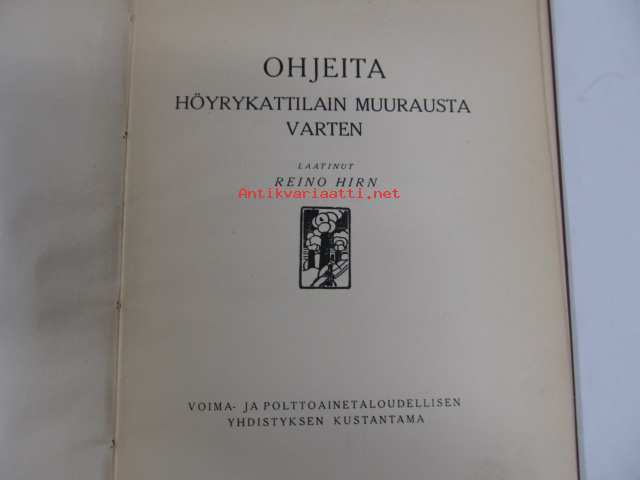 OHJEITA
HÖYRYKATTILAIN MUURAUSTA
VARTEN
LAATINUT
REINO HIRN
Antikvariaatti.net
VOIMA- JA POLTTOAINETALOUDELLISEN
YHDISTYKSEN KUSTANTAMA